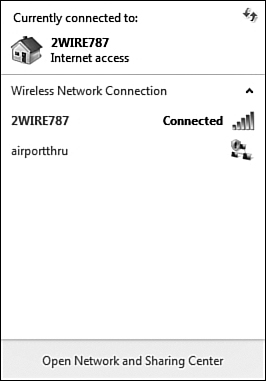 Currently connected to:
2WIRE787
Internet access
Wireless Network Connection
2WIRE787 Connected
airportthru
Open Network and Sharing Center